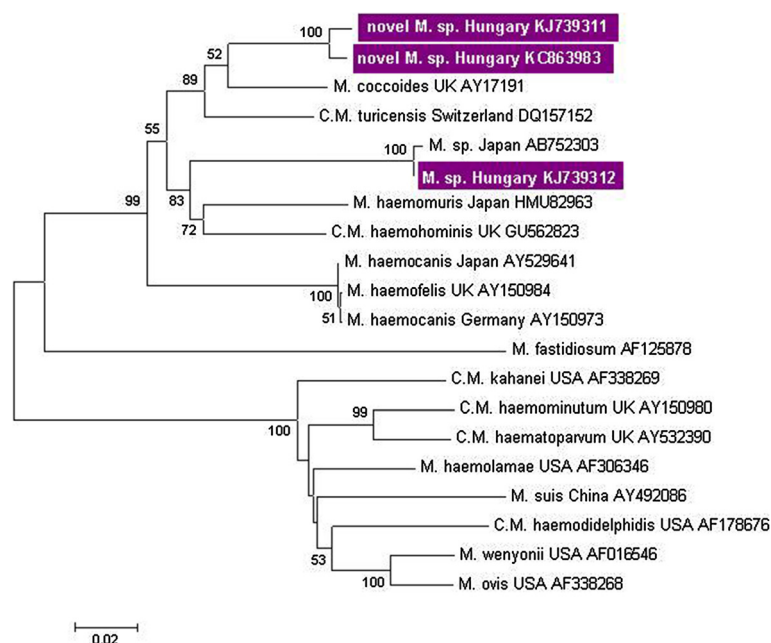 100
novel M. sp. Hungary KJ739311
52
novel M. sp. Hungary KC863983
89
M. coccoides UK AY17191
C.M. turicensis Switzerland DQ157152
55
100
M. sp. Japan AB752303
M. sp. Hungary KJ739312
99
83
M. haemomuris Japan HMU82963
72
C.M. haemohominis UK GU562823
M. haemocanis Japan AY529641
100
M. haemofelis UK AY150984
51
M. haemocanis Germany AY150973
M. fastidiosum AF125878
C.M. kahanei USA AF338269
100
99
C.M. haemominutum UK AY150980
C.M. haematoparvum UK AY532390
M. haemolamae USA AF306346
M. suis China AY492086
C.M. haemodidelphidis USA AF178676
53
M. wenyonii USA AF016546
100
M. ovis USA AF338268
0.02